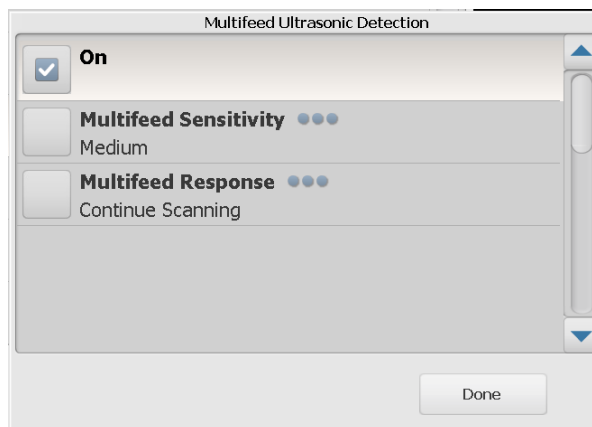 Multifeed Ultrasonic Detection
On
Multifeed Sensitivity
Medium
Multifeed Response
Continue Scanning
Done